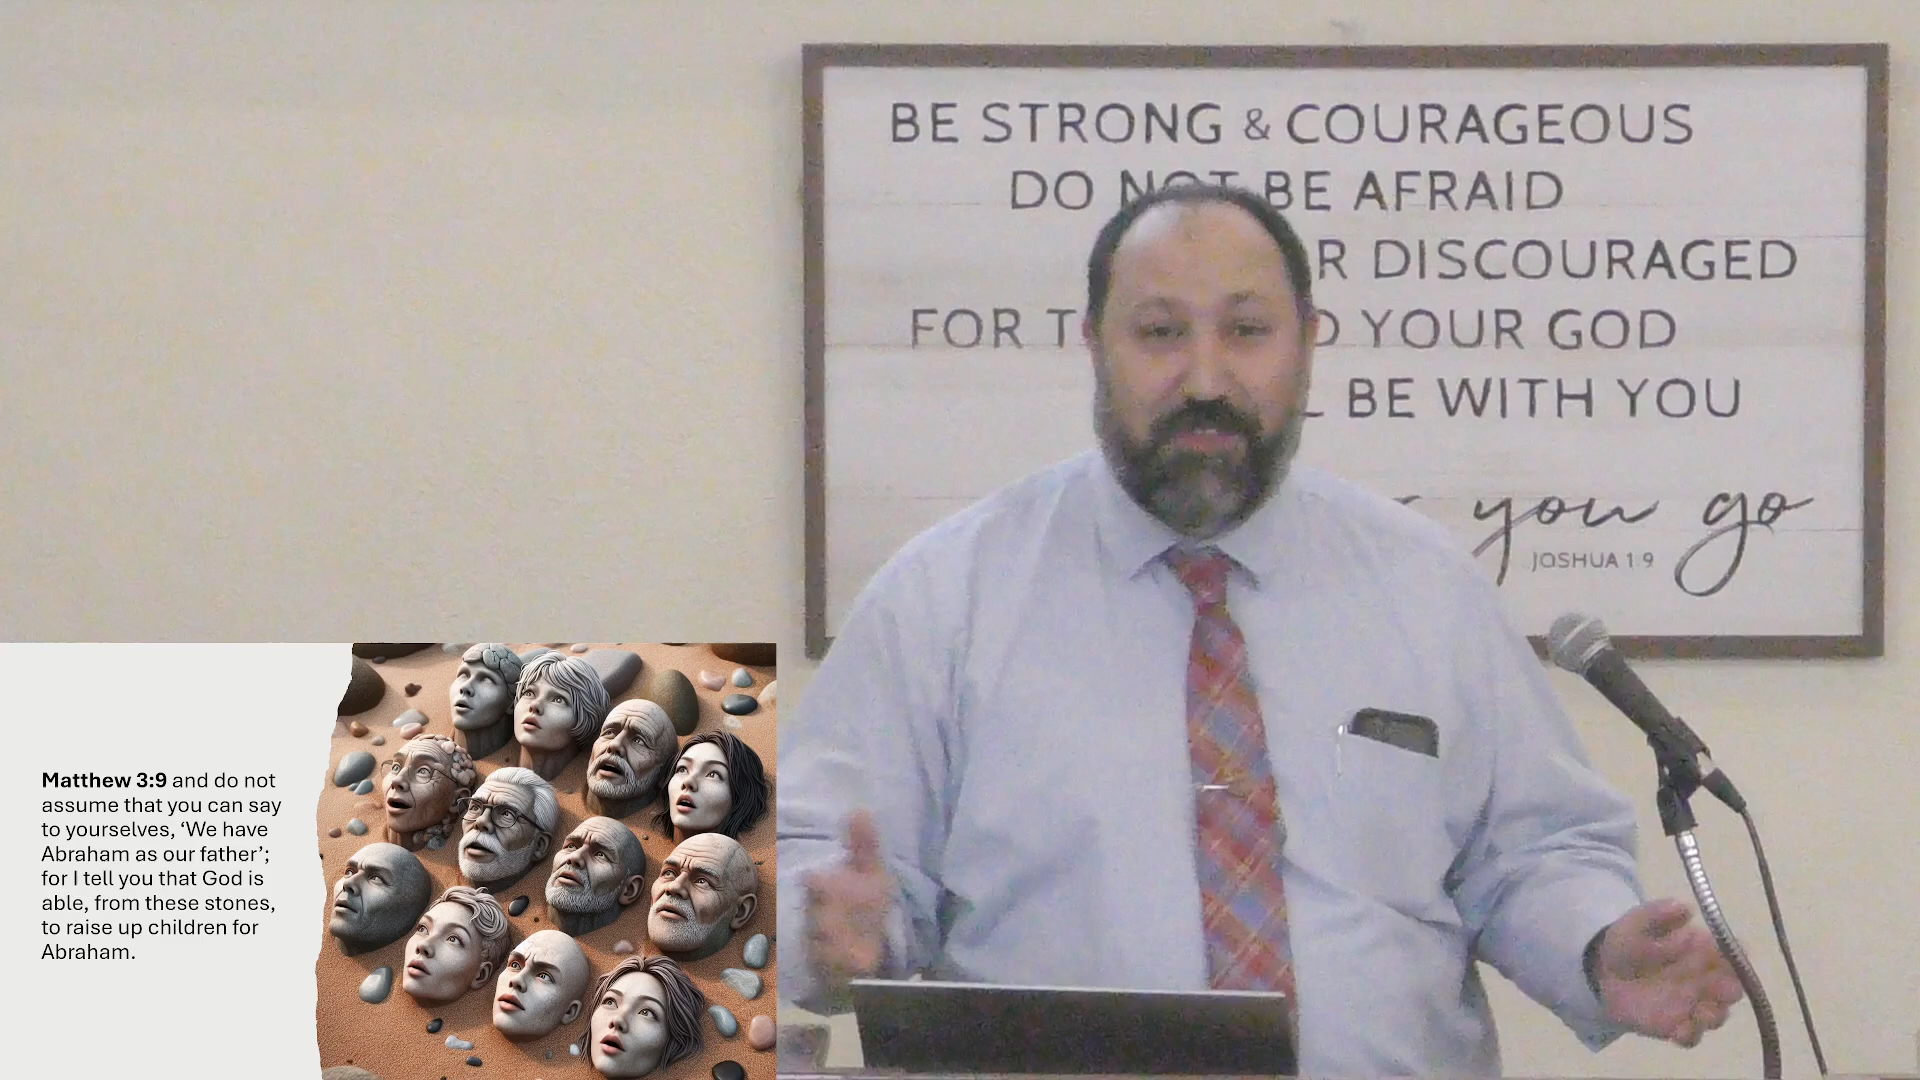 BE STRONG & COURAGEOUS
DO NOT BE AFRAID
R DISCOURAGED
FOR T D YOUR GOD
L BE WITH YOU
you go
JOSHUA 1:9
Matthew 3:9 and do not
assume that you can say
to yourselves, ‘We have
Abraham as our father’;
for I tell you that God is
able, from these stones,
to raise up children for
Abraham.